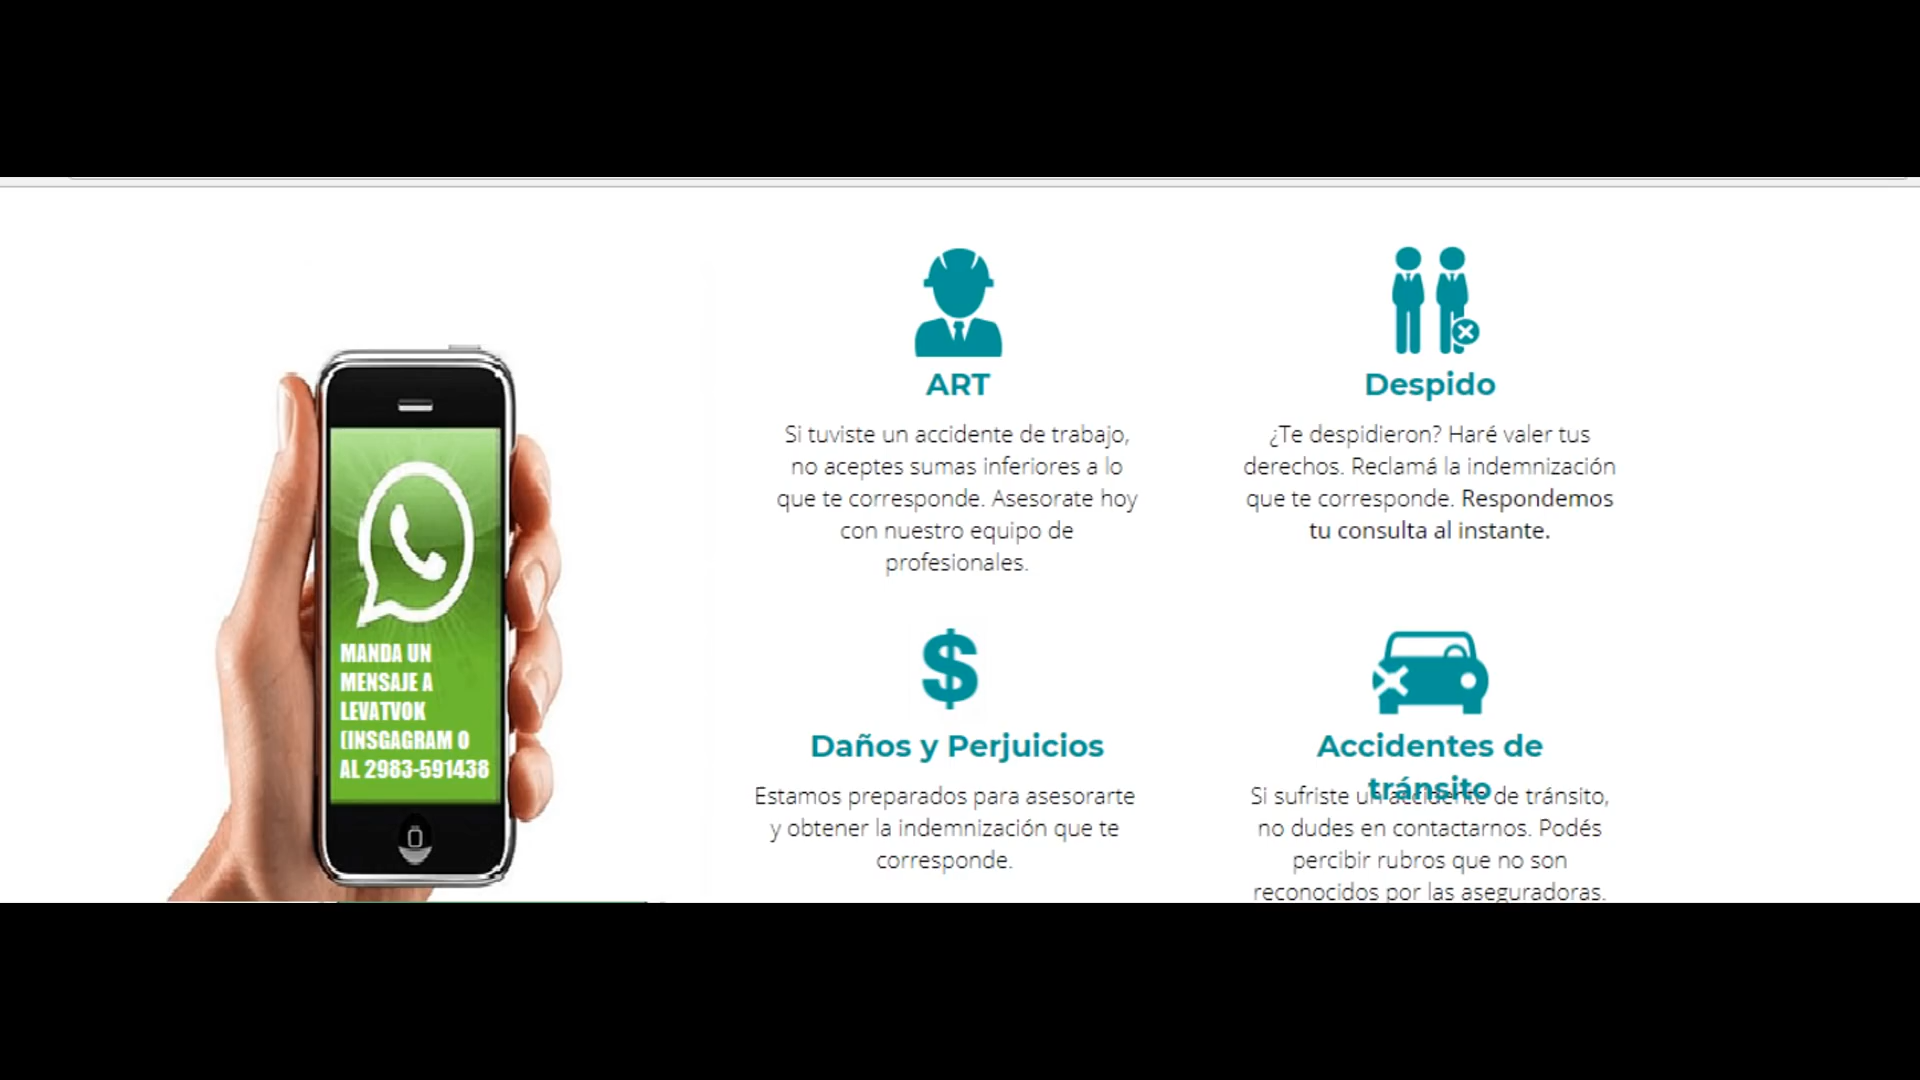 MANDA UN
MENSAJE A
LEVATVOK
(INSGAGRAM O
AL 2983-591438
ART
Si tuviste un accidente de trabajo,
no aceptes sumas inferiores a lo
que te corresponde. Asesorate hoy
con nuestro equipo de
profesionales.
Despido
¿Te despidieron? Haré valer tus
derechos. Reclamá la indemnización
que te corresponde. Respondemos
tu consulta al instante.
$
Daños y Perjuicios
Estamos preparados para asesorarte
y obtener la indemnización que te
corresponde.
Accidentes de
tránsito
Si sufriste un accidente de tránsito,
no dudes en contactarnos. Podés
percibir rubros que no son
reconocidos por las aseguradoras.